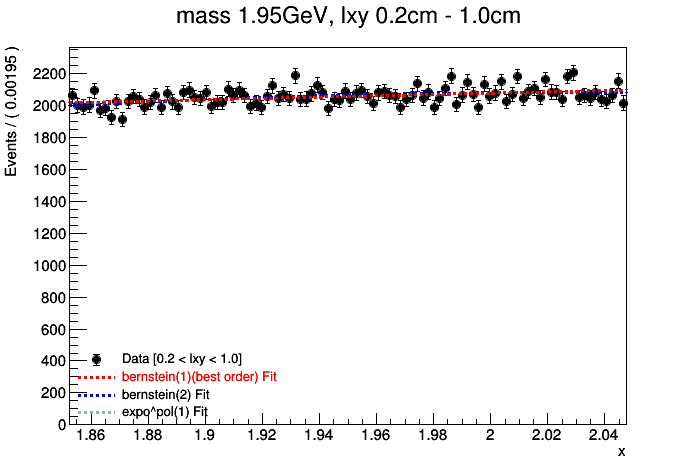 mass 1.95GeV, lxy 0.2cm - 1.0cm
Events / ( 0.00195 )
2200
2000
1800
1600
1400
1200
1000
800
600
400
200
0
Data [0.2 < lxy < 1.0]
bernstein(1)(best order) Fit
bernstein(2) Fit
expo^pol(1) Fit
1.86 1.88 1.9 1.92 1.94 1.96 1.98 2 2.02 2.04
x